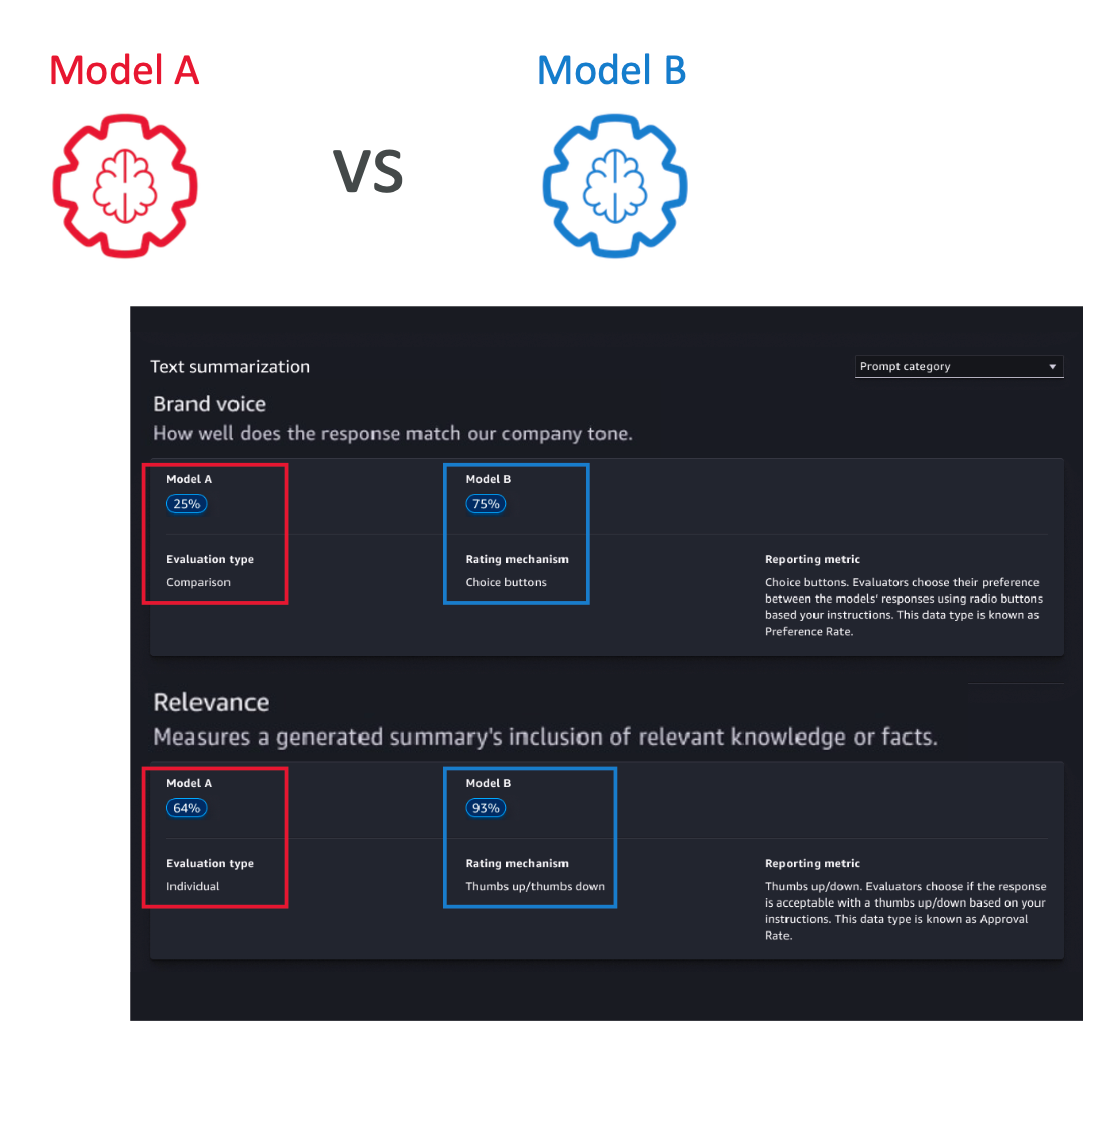 Model A
Model B
VS
Text summarization
Prompt category
Brand voice
How well does the response match our company tone.
Model A
Model B
25%
75%
Evaluation type
Rating mechanism
Reporting metric
Comparison
Choice buttons
Choice buttons. Evaluators choose their preference
between the models' responses using radio buttons
based your instructions. This data type is known as
Preference Rate.
Relevance
Measures a generated summary's inclusion of relevant knowledge or facts.
Model A
Model B
64%
93%
Evaluation type
Rating mechanism
Reporting metric
Individual
Thumbs up/thumbs down
Thumbs up/down. Evaluators choose if the response
is acceptable with a thumbs up/down based on your
instructions. This data type is known as Approval
Rate.